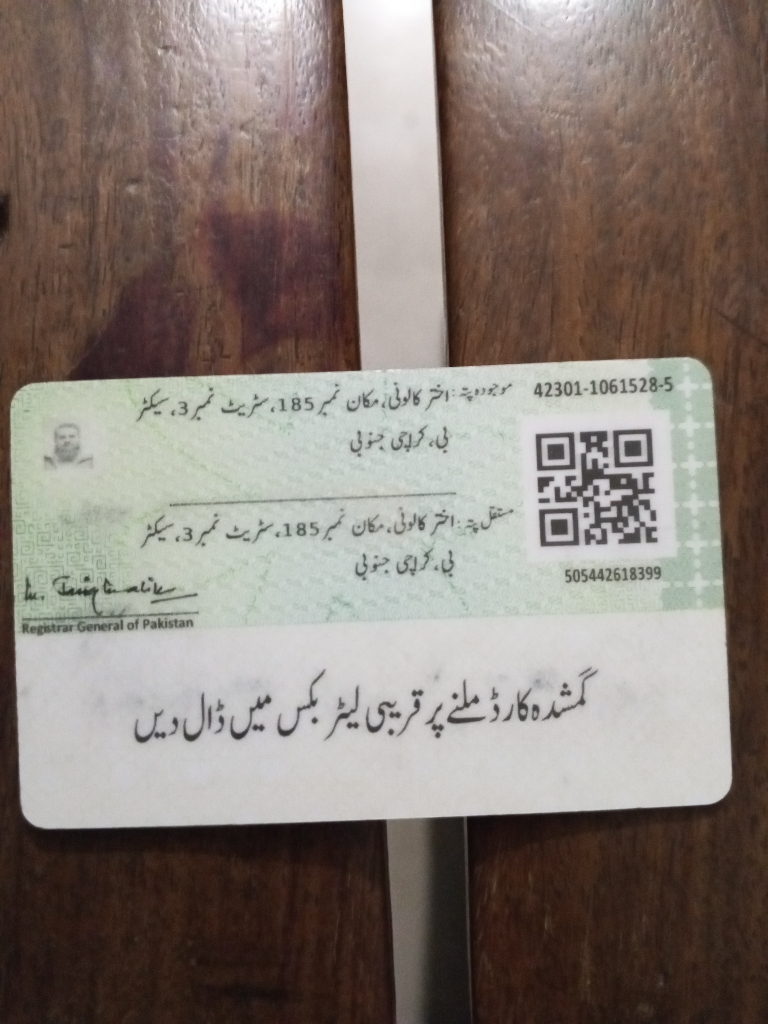 42301-1061528-5
موجودہ پتہ: اختر کالونی، مکان نمبر 185، سٹریٹ نمبر 3، سیکٹر
بی، کراچی جنوبی
مستقل پتہ: اختر کالونی، مکان نمبر 185، سٹریٹ نمبر 3، سیکٹر
بی، کراچی جنوبی
505442618399
Registrar General of Pakistan
گمشدہ کارڈ ملنے پر قریبی لیٹر بکس میں ڈال دیں